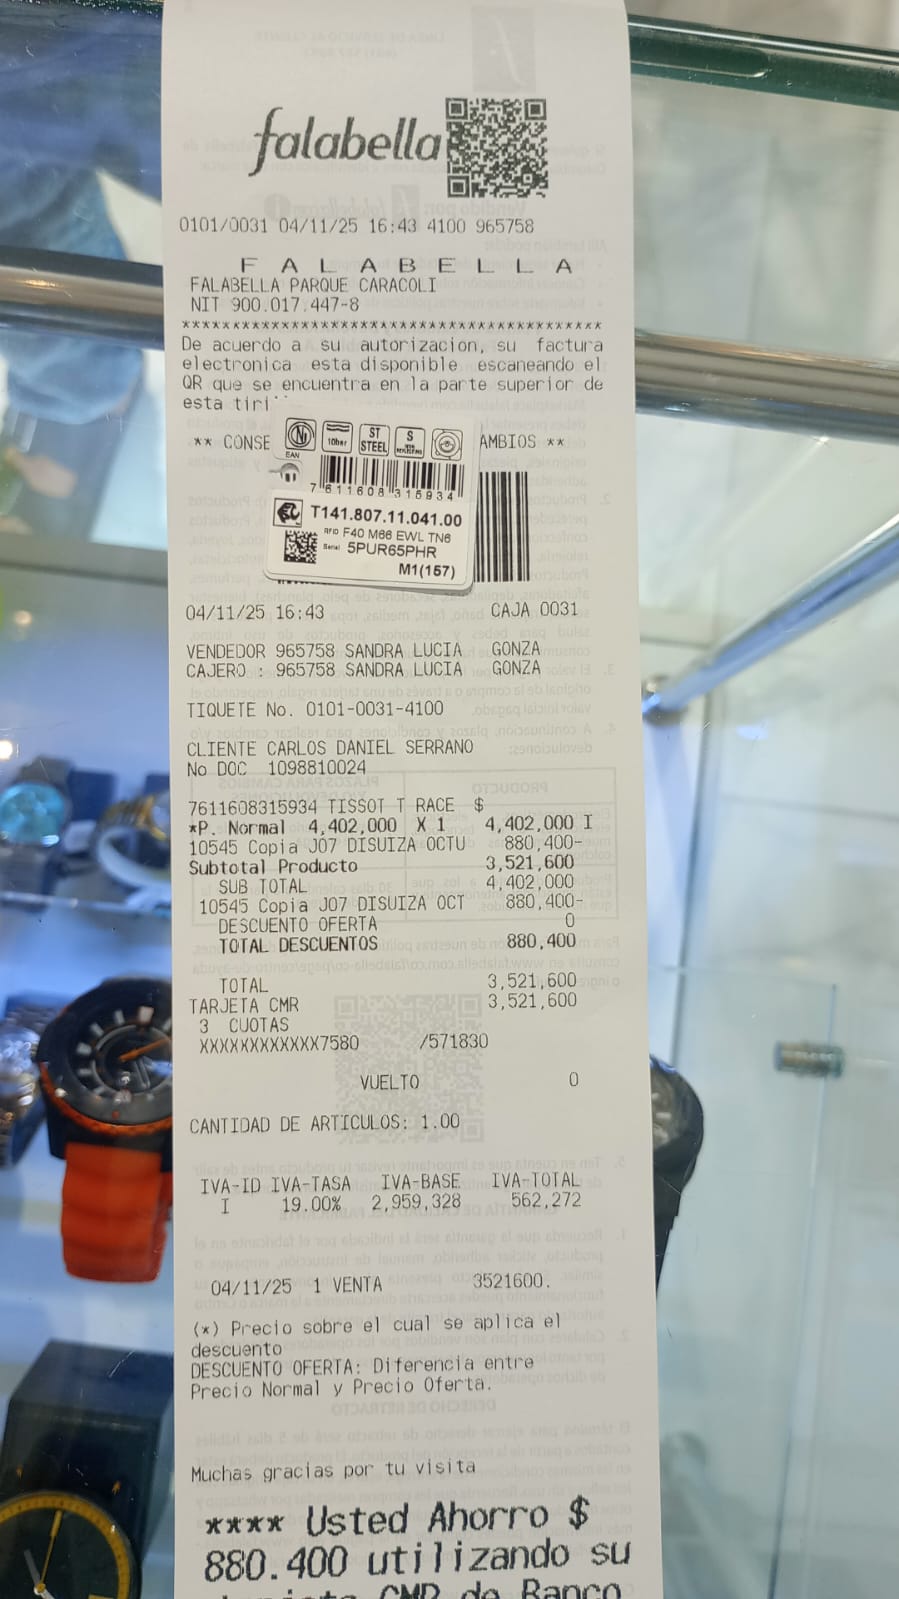 falabella
0101/0031 04/11/25 16:43 4100 965758
F A L A B E L L A
FALABELLA PARQUE CARACOLI
NIT 900.017.447-8
******************************************
De acuerdo a su autorizacion, su factura
electronica esta disponible escaneando el
QR que se encuentra en la parte superior de
esta tiri
** CONSE
AMBIOS **
EAN
10bar
ST STEEL
S
7 611608 315934
T141.807.11.041.00
RFID F40 M66 EWL TN6
Serial 5PUR65PHR
M1(157)
04/11/25 16:43 CAJA 0031
VENDEDOR 965758 SANDRA LUCIA GONZA
CAJERO : 965758 SANDRA LUCIA GONZA
TIQUETE No. 0101-0031-4100
CLIENTE CARLOS DANIEL SERRANO
No DOC 1098810024
7611608315934 TISSOT T RACE $
*P. Normal 4,402,000 X 1 4,402,000 I
10545 Copia J07 DISUIZA OCTU 880,400-
Subtotal Producto 3,521,600
SUB TOTAL 4,402,000
10545 Copia J07 DISUIZA OCT 880,400-
DESCUENTO OFERTA 0
TOTAL DESCUENTOS 880,400
TOTAL 3,521,600
TARJETA CMR 3,521,600
3 CUOTAS
XXXXXXXXXXXX7580 /571830
VUELTO 0
CANTIDAD DE ARTICULOS: 1.00
IVA-ID IVA-TASA IVA-BASE IVA-TOTAL
I 19.00% 2,959,328 562,272
04/11/25 1 VENTA 3521600.
(*) Precio sobre el cual se aplica el
descuento
DESCUENTO OFERTA: Diferencia entre
Precio Normal y Precio Oferta.
Muchas gracias por tu visita
**** Usted Ahorro $
880.400 utilizando su
CMR de Banco